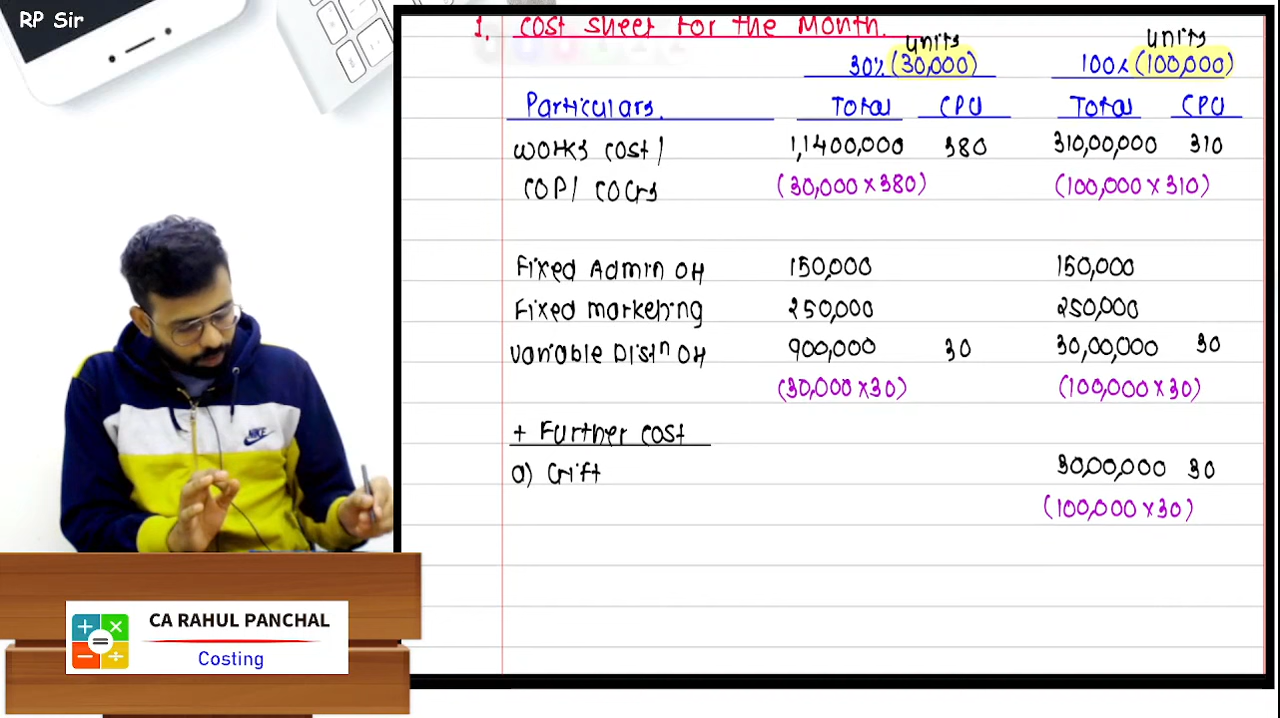 RP Sir
1. Cost sheet for the Month.
units units
30% (30,000) 100% (100,000)
Particulars. Total CPU Total CPU
Works cost / 1,1400,000 380 310,00,000 310
COP / COGS (30,000 × 380) (100,000 × 310)
Fixed Admin OH 150,000 150,000
Fixed marketing 250,000 250,000
Variable Distn OH 900,000 30 30,00,000 30
(30,000 × 30) (100,000 × 30)
+ Further cost
a) Gift 30,00,000 30
(100,000 × 30)
NIKE
CA RAHUL PANCHAL
Costing